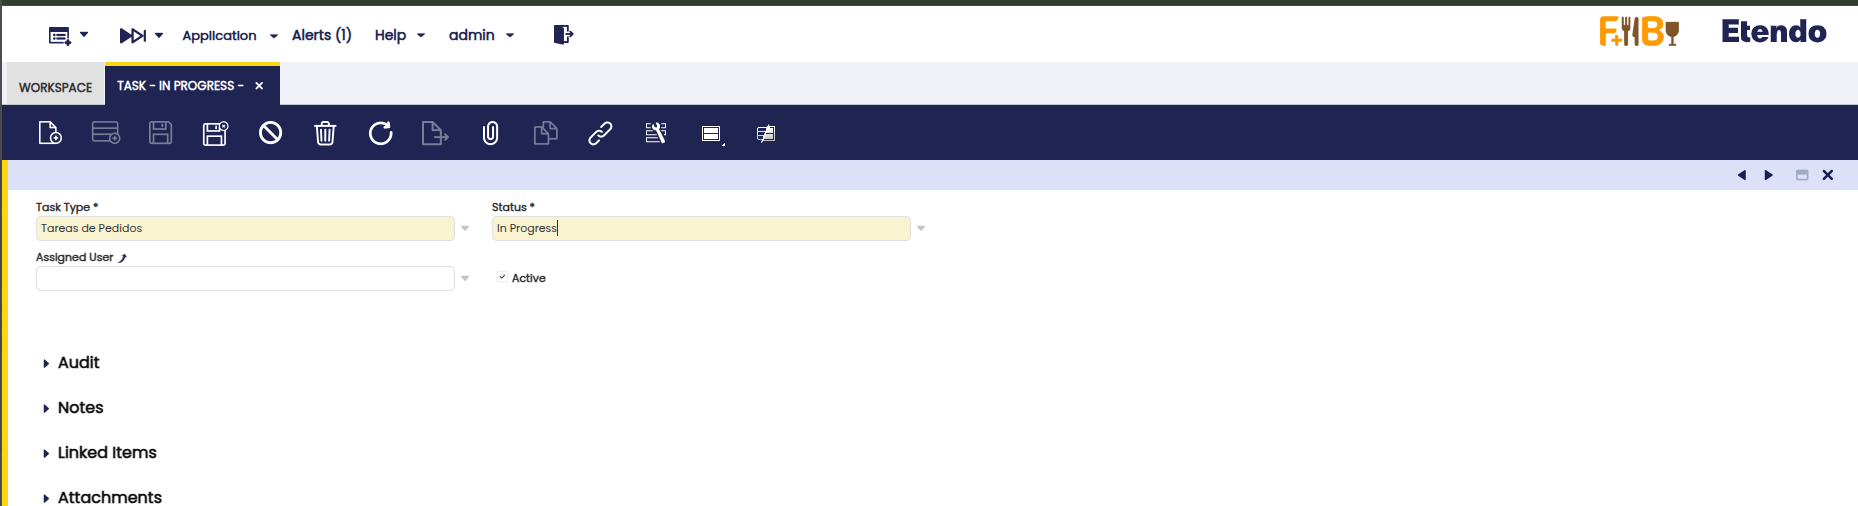 Application
Alerts (1)
Help
admin
F+B
Etendo
WORKSPACE
TASK - IN PROGRESS -
Task Type *
Status *
Tareas de Pedidos
In Progress
Assigned User
Active
Audit
Notes
Linked Items
Attachments